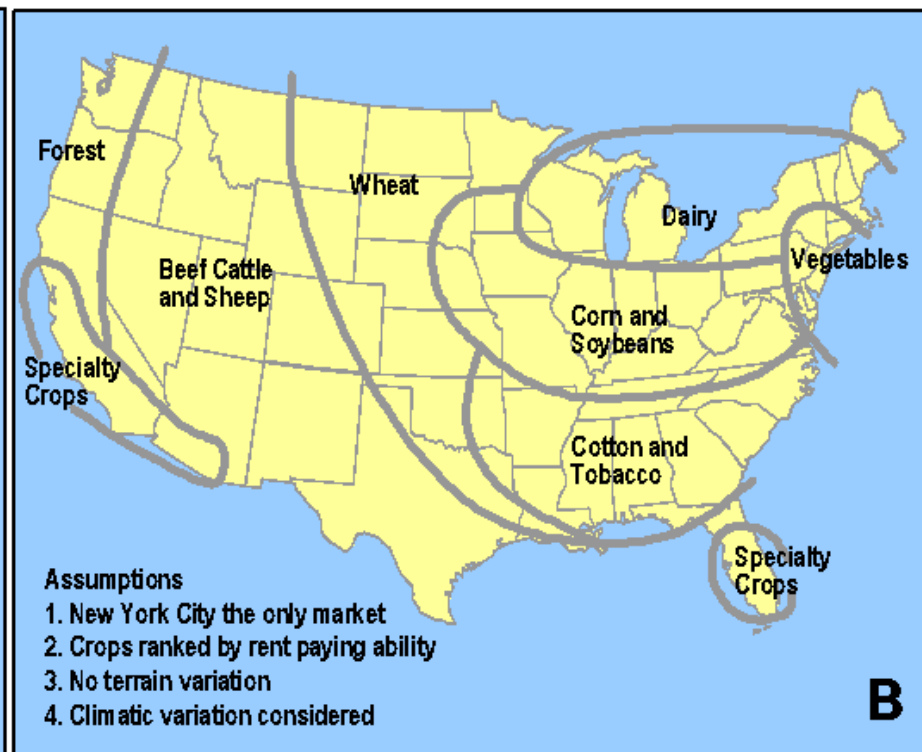 Forest
Wheat
Dairy
Beef Cattle
and Sheep
Vegetables
Corn and
Soybeans
Specialty
Crops
Cotton and
Tobacco
Specialty
Crops
Assumptions
1. New York City the only market
2. Crops ranked by rent paying ability
3. No terrain variation
4. Climatic variation considered
B